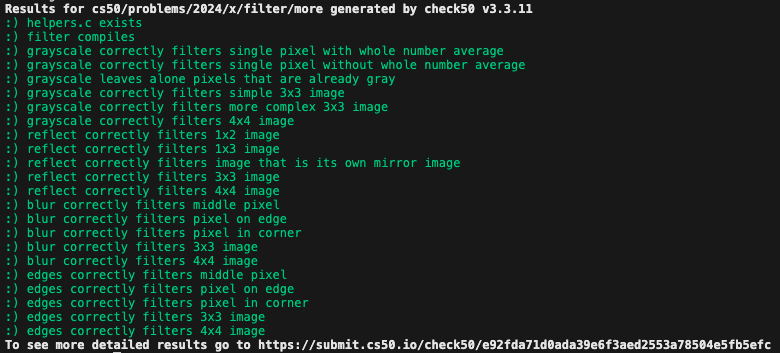 Results for cs50/problems/2024/x/filter/more generated by check50 v3.3.11
:) helpers.c exists
:) filter compiles
:) grayscale correctly filters single pixel with whole number average
:) grayscale correctly filters single pixel without whole number average
:) grayscale leaves alone pixels that are already gray
:) grayscale correctly filters simple 3x3 image
:) grayscale correctly filters more complex 3x3 image
:) grayscale correctly filters 4x4 image
:) reflect correctly filters 1x2 image
:) reflect correctly filters 1x3 image
:) reflect correctly filters image that is its own mirror image
:) reflect correctly filters 3x3 image
:) reflect correctly filters 4x4 image
:) blur correctly filters middle pixel
:) blur correctly filters pixel on edge
:) blur correctly filters pixel in corner
:) blur correctly filters 3x3 image
:) blur correctly filters 4x4 image
:) edges correctly filters middle pixel
:) edges correctly filters pixel on edge
:) edges correctly filters pixel in corner
:) edges correctly filters 3x3 image
:) edges correctly filters 4x4 image
To see more detailed results go to https://submit.cs50.io/check50/e92fda71d0ada39e6f3aed2553a78504e5fb5efc